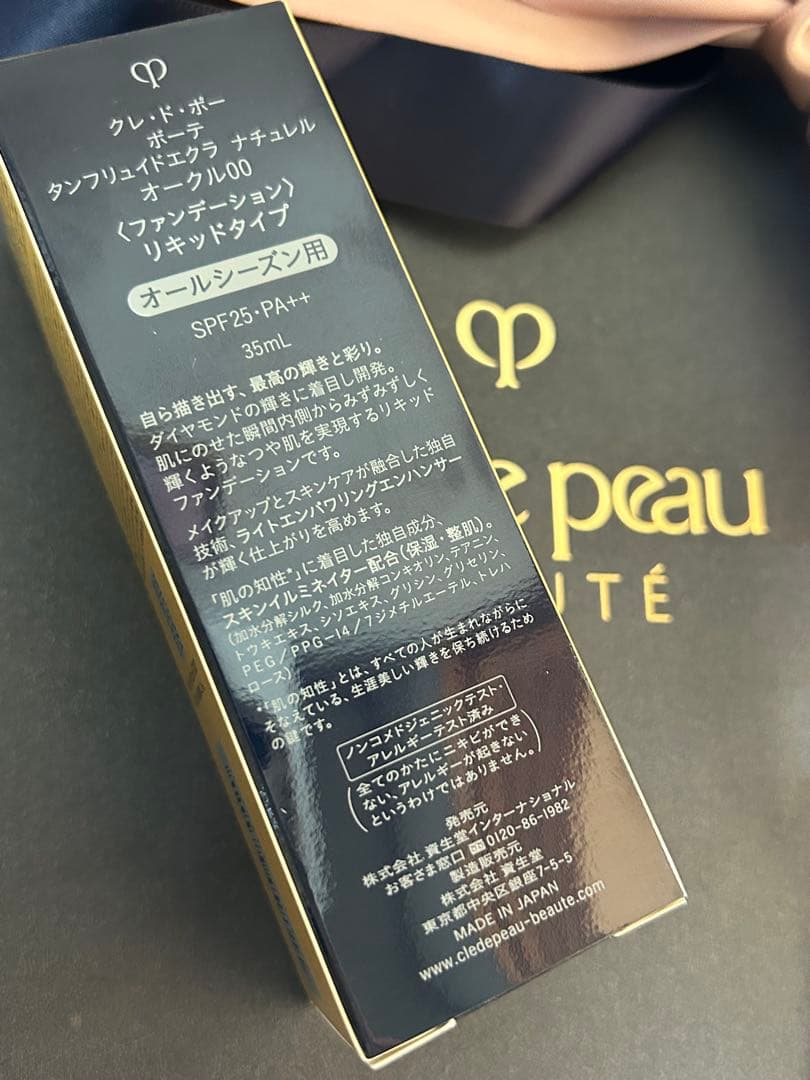 クレ・ド・ポー
ボーテ
タンフリュイドエクラ ナチュレル
オークル00
〈ファンデーション〉
リキッドタイプ
オールシーズン用
SPF25・PA++
35mL
自ら描き出す、最高の輝きと彩り。
ダイヤモンドの輝きに着目し開発。
肌にのせた瞬間内側からみずみずしく
輝くようなつや肌を実現するリキッド
ファンデーションです。
メイクアップとスキンケアが融合した独自
技術、ライトエンパワリングエンハンサー
が輝く仕上がりを高めます。
「肌の知性*」に着目した独自成分、
スキンイルミネイター配合(保湿・整肌)。
(加水分解シルク、加水分解コンキオリン、テアニン、
トウキエキス、シソエキス、グリシン、グリセリン、
PEG/PPG-14/7ジメチルエーテル、トレハ
ロース)
*「肌の知性」とは、すべての人が生まれながらに
そなえている、生涯美しい輝きを保ち続けるため
の鍵です。
ノンコメドジェニックテスト・
アレルギーテスト済み
(全てのかたにニキビができ
ない、アレルギーが起きない
というわけではありません。)
発売元
株式会社 資生堂インターナショナル
お客さま窓口 0120-86-1982
製造販売元
株式会社 資生堂
東京都中央区銀座7-5-5
MADE IN JAPAN
www.cledepeau-beaute.com
de peau
UTÉ